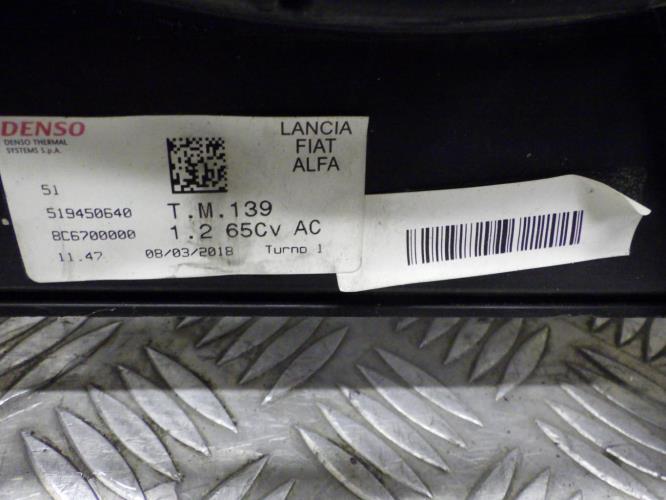 DENSO
DENSO THERMAL
SYSTEMS S.p.A.
LANCIA
FIAT
ALFA
51
519450640
T.M.139
8C6700000
1.2 65Cv AC
11.47
08/03/2018
Turno 1